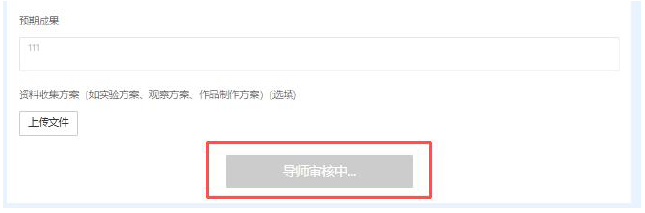 预期成果
111
资料收集方案（如实验方案、观察方案、作品制作方案）(选填)
上传文件
导师审核中...